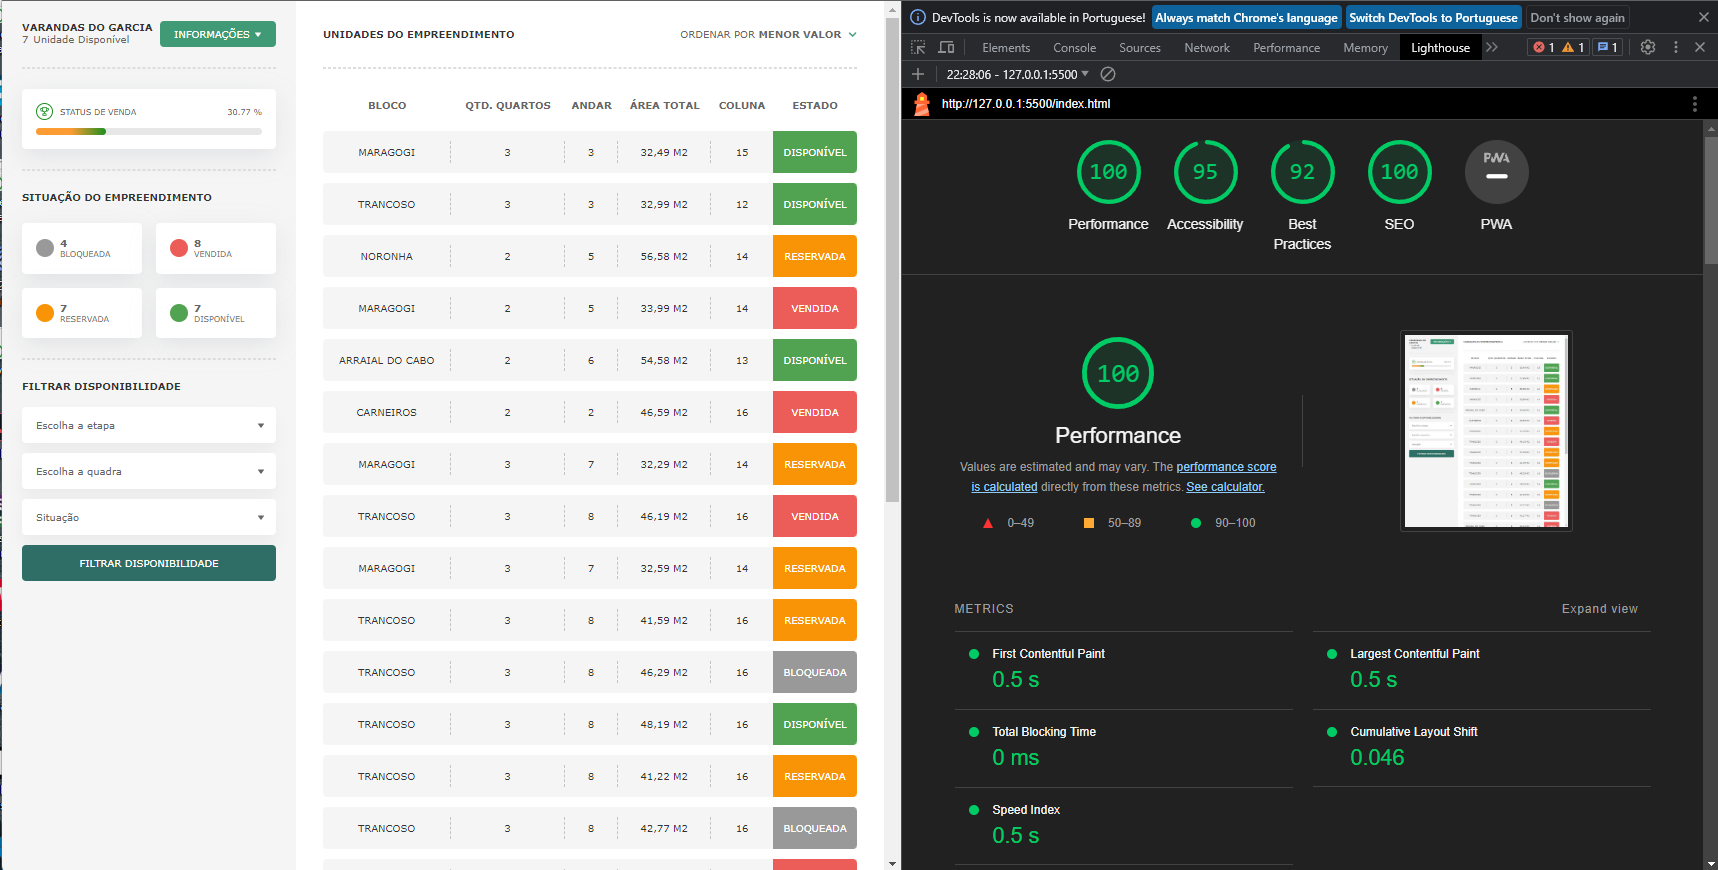 VARANDAS DO GARCIA
7 Unidade Disponível
INFORMAÇÕES
STATUS DE VENDA
30.77 %
SITUAÇÃO DO EMPREENDIMENTO
4
BLOQUEADA
8
VENDIDA
7
RESERVADA
7
DISPONÍVEL
FILTRAR DISPONIBILIDADE
Escolha a etapa
Escolha a quadra
Situação
FILTRAR DISPONIBILIDADE
UNIDADES DO EMPREENDIMENTO
ORDENAR POR MENOR VALOR
BLOCO QTD. QUARTOS ANDAR ÁREA TOTAL COLUNA ESTADO
MARAGOGI 3 3 32,49 M2 15 DISPONÍVEL
TRANCOSO 3 3 32,99 M2 12 DISPONÍVEL
NORONHA 2 5 56,58 M2 14 RESERVADA
MARAGOGI 2 5 33,99 M2 14 VENDIDA
ARRAIAL DO CABO 2 6 54,58 M2 13 DISPONÍVEL
CARNEIROS 2 2 46,59 M2 16 VENDIDA
MARAGOGI 3 7 32,29 M2 14 RESERVADA
TRANCOSO 3 8 46,19 M2 16 VENDIDA
MARAGOGI 3 7 32,59 M2 14 RESERVADA
TRANCOSO 3 8 41,59 M2 16 RESERVADA
TRANCOSO 3 8 46,29 M2 16 BLOQUEADA
TRANCOSO 3 8 48,19 M2 16 DISPONÍVEL
TRANCOSO 3 8 41,22 M2 16 RESERVADA
TRANCOSO 3 8 42,77 M2 16 BLOQUEADA
DevTools is now available in Portuguese! Always match Chrome's language Switch DevTools to Portuguese Don't show again
Elements Console Sources Network Performance Memory Lighthouse 1 1 1
22:28:06 - 127.0.0.1:5500
http://127.0.0.1:5500/index.html
100 95 92 100 PWA
Performance Accessibility Best Practices SEO PWA
100
Performance
Values are estimated and may vary. The performance score
is calculated directly from these metrics. See calculator.
0–49 50–89 90–100
METRICS Expand view
First Contentful Paint
0.5 s
Largest Contentful Paint
0.5 s
Total Blocking Time
0 ms
Cumulative Layout Shift
0.046
Speed Index
0.5 s